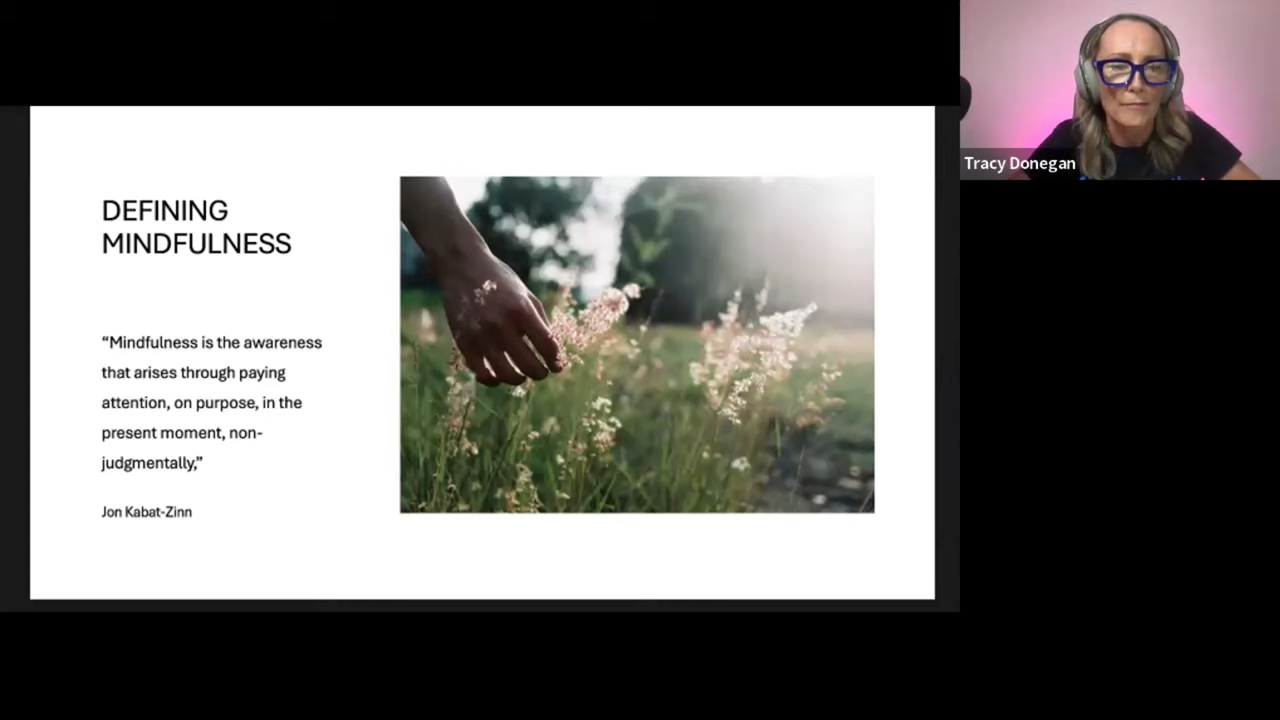 DEFINING
MINDFULNESS
“Mindfulness is the awareness
that arises through paying
attention, on purpose, in the
present moment, non-
judgmentally,”
Jon Kabat-Zinn
Tracy Donegan